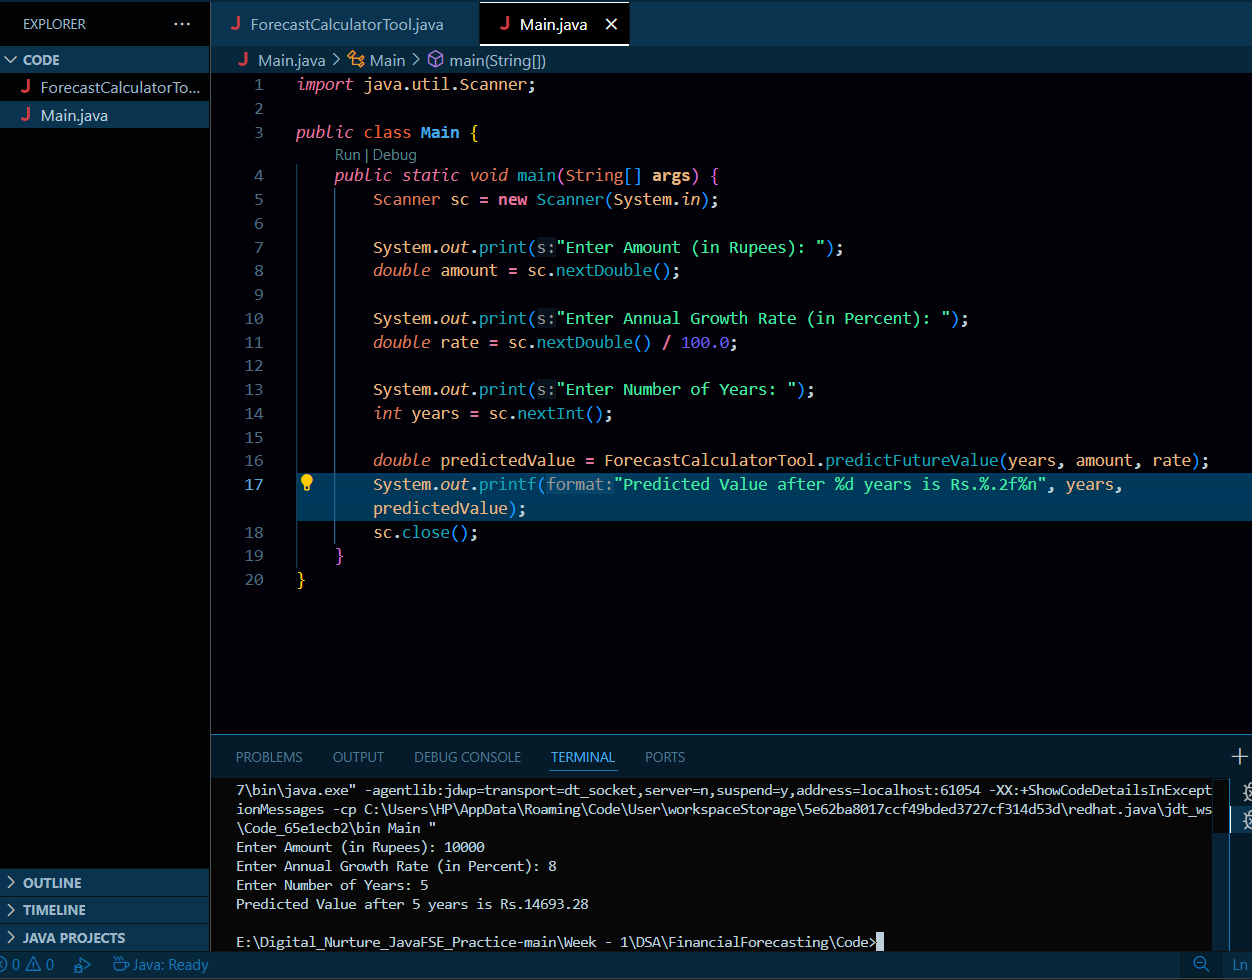 EXPLORER
CODE
ForecastCalculatorTo...
Main.java
OUTLINE
TIMELINE
JAVA PROJECTS
ForecastCalculatorTool.java
Main.java
Main.java > Main > main(String[])
1 import java.util.Scanner;
2
3 public class Main {
Run | Debug
4 public static void main(String[] args) {
5 Scanner sc = new Scanner(System.in);
6
7 System.out.print(s:"Enter Amount (in Rupees): ");
8 double amount = sc.nextDouble();
9
10 System.out.print(s:"Enter Annual Growth Rate (in Percent): ");
11 double rate = sc.nextDouble() / 100.0;
12
13 System.out.print(s:"Enter Number of Years: ");
14 int years = sc.nextInt();
15
16 double predictedValue = ForecastCalculatorTool.predictFutureValue(years, amount, rate);
17 System.out.printf(format:"Predicted Value after %d years is Rs.%.2f%n", years,
predictedValue);
18 sc.close();
19 }
20 }
PROBLEMS OUTPUT DEBUG CONSOLE TERMINAL PORTS
7\bin\java.exe" -agentlib:jdwp=transport=dt_socket,server=n,suspend=y,address=localhost:61054 -XX:+ShowCodeDetailsInExcept
ionMessages -cp C:\Users\HP\AppData\Roaming\Code\User\workspaceStorage\5e62ba8017ccf49bded3727cf314d53d\redhat.java\jdt_ws
\Code_65e1ecb2\bin Main "
Enter Amount (in Rupees): 10000
Enter Annual Growth Rate (in Percent): 8
Enter Number of Years: 5
Predicted Value after 5 years is Rs.14693.28
E:\Digital_Nurture_JavaFSE_Practice-main\Week - 1\DSA\FinancialForecasting\Code>
0 0 Java: Ready Ln